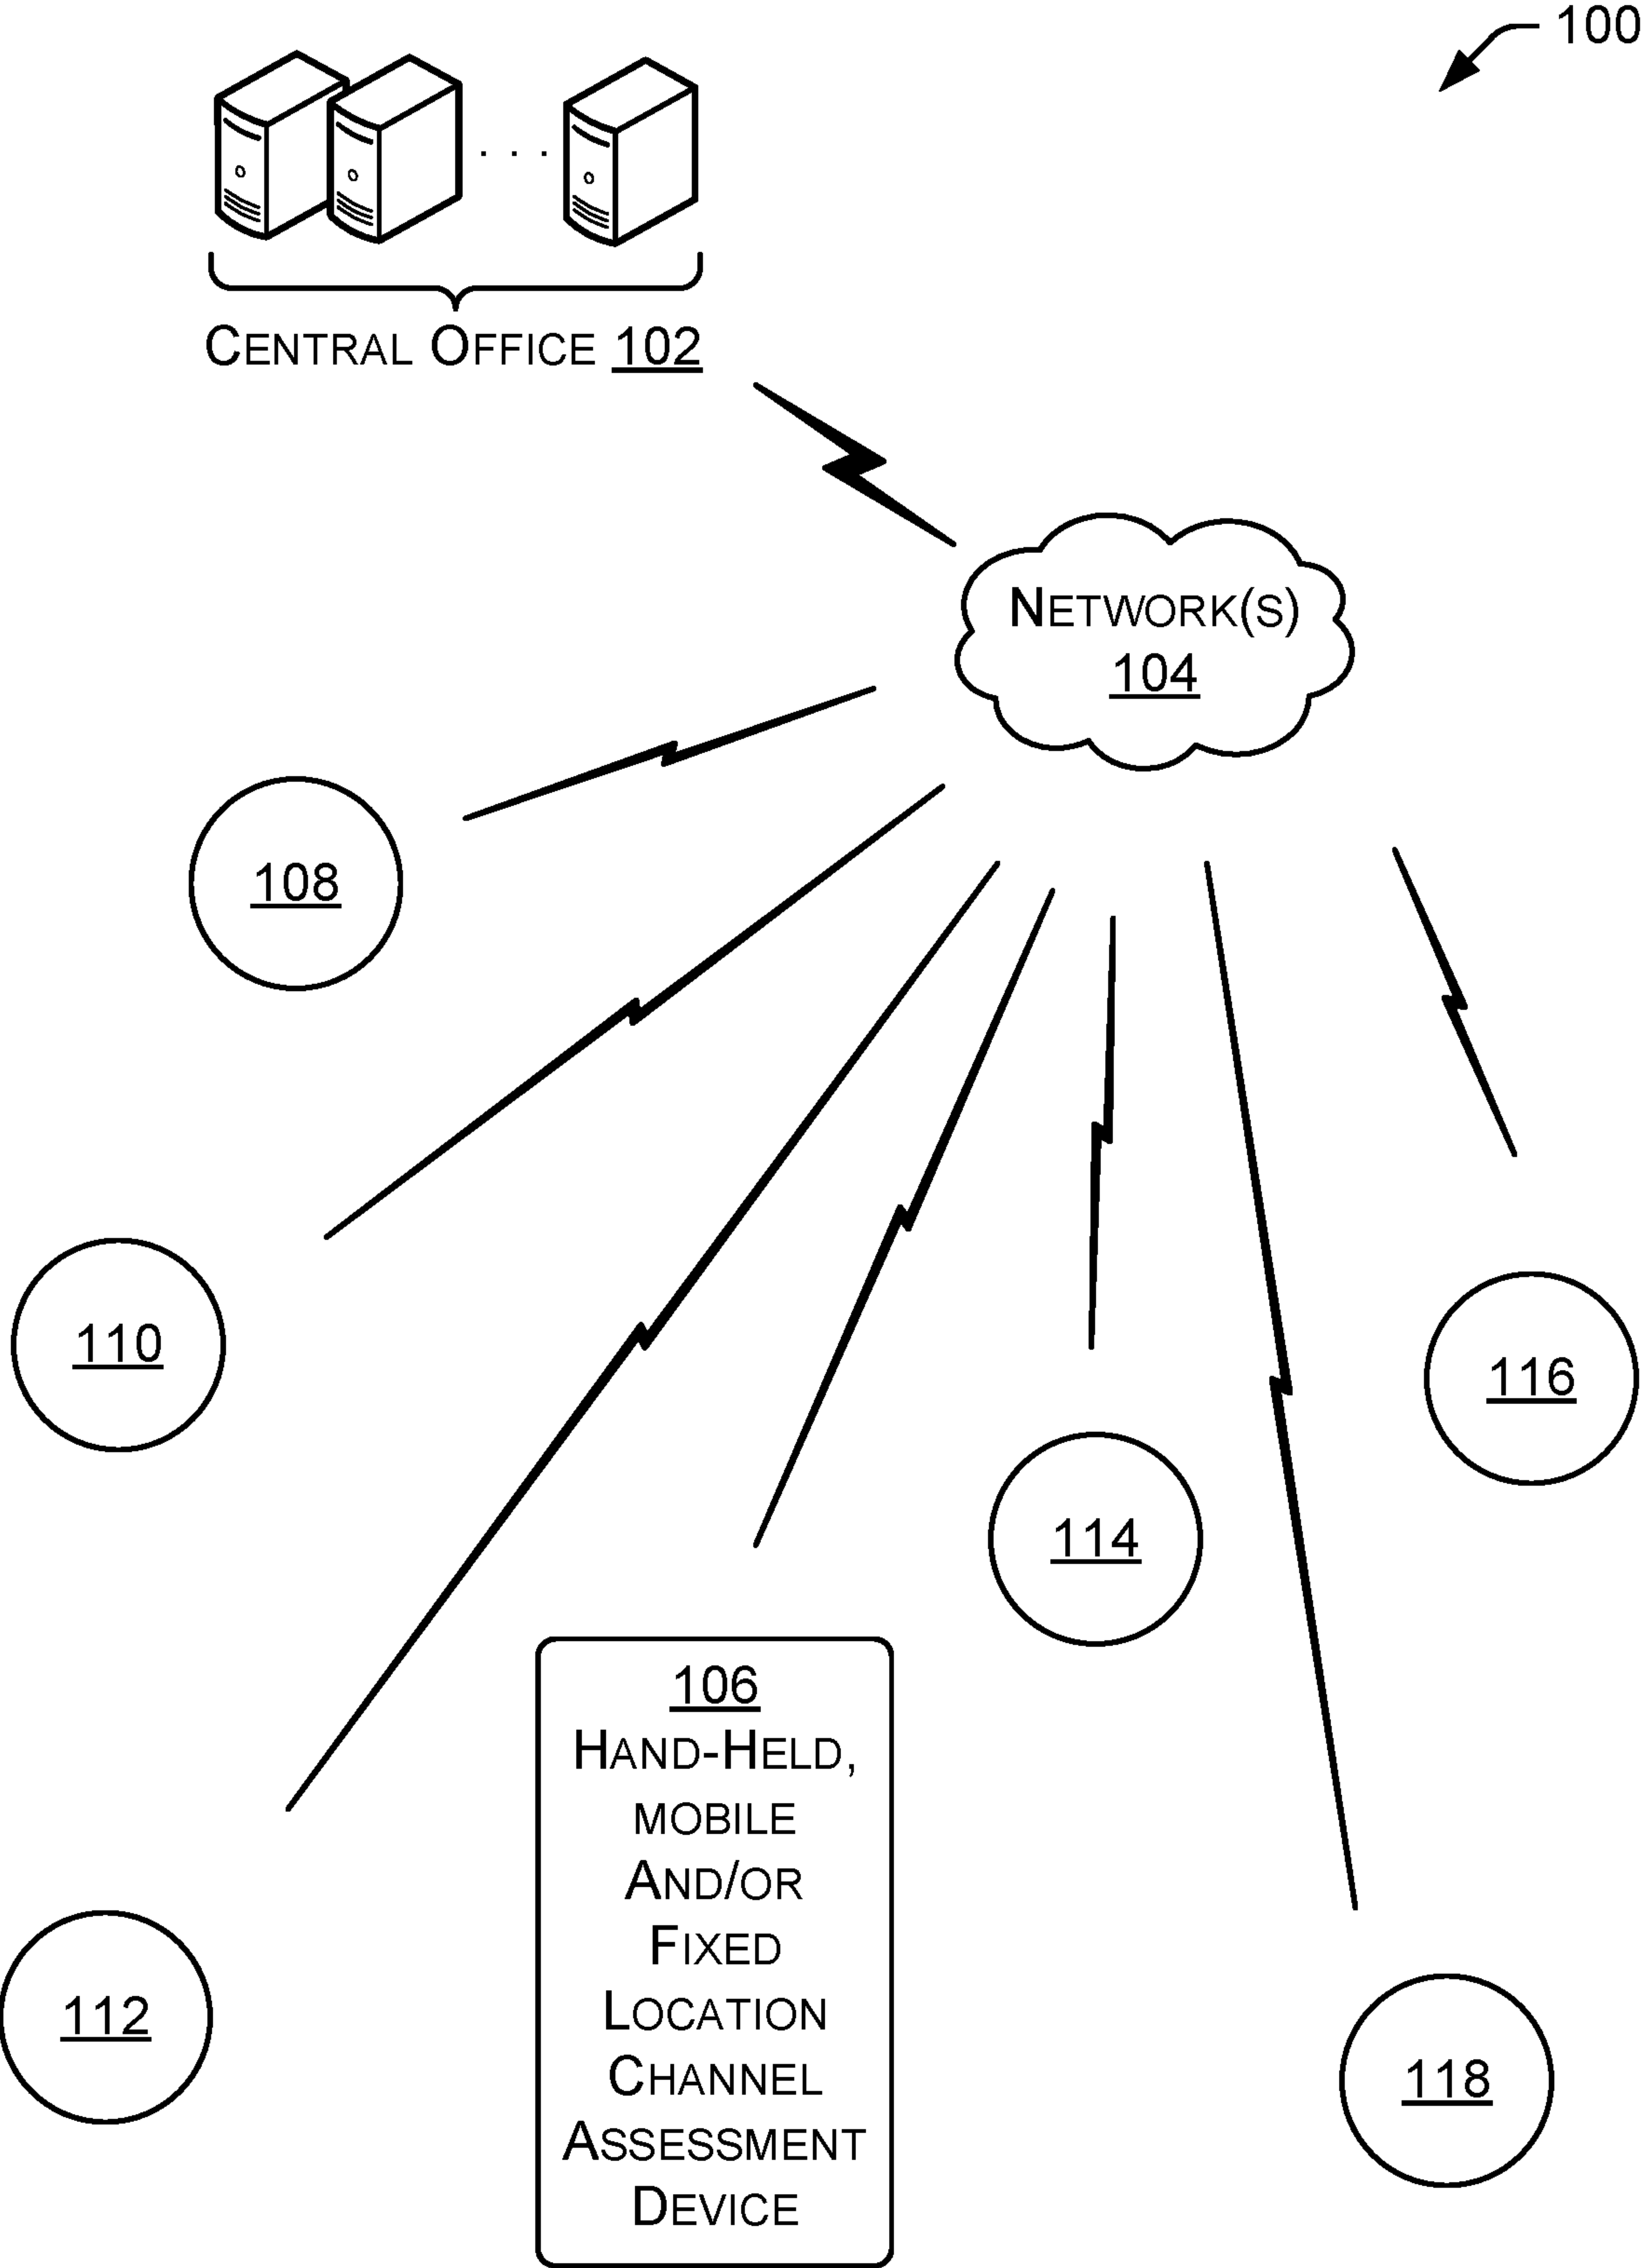 100
. . .
CENTRAL OFFICE 102
NETWORK(S)
104
108
110
116
114
106
HAND-HELD,
MOBILE
AND/OR
FIXED
LOCATION
CHANNEL
ASSESSMENT
DEVICE
112
118